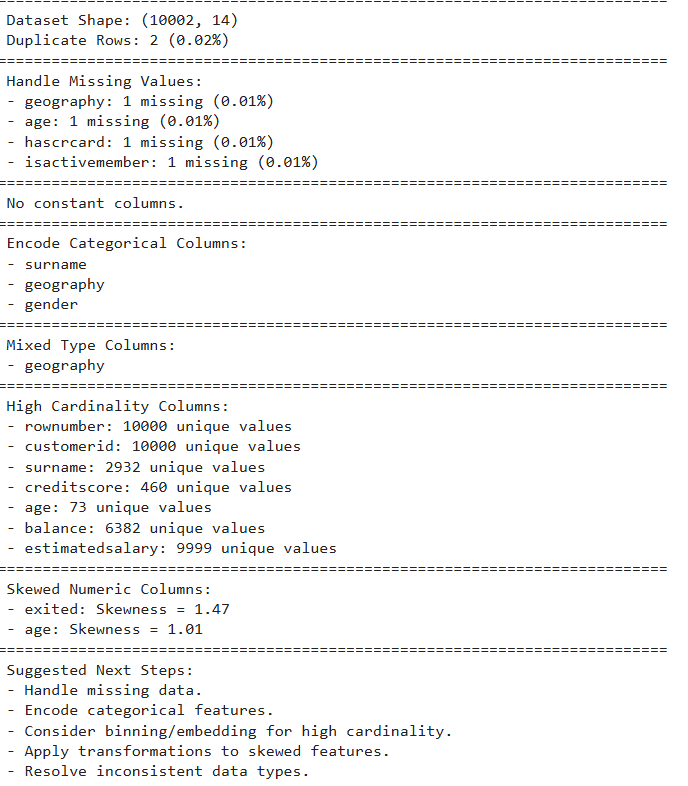 ================================================================================
Dataset Shape: (10002, 14)
Duplicate Rows: 2 (0.02%)
================================================================================
Handle Missing Values:
- geography: 1 missing (0.01%)
- age: 1 missing (0.01%)
- hascrcard: 1 missing (0.01%)
- isactivemember: 1 missing (0.01%)
================================================================================
No constant columns.
================================================================================
Encode Categorical Columns:
- surname
- geography
- gender
================================================================================
Mixed Type Columns:
- geography
================================================================================
High Cardinality Columns:
- rownumber: 10000 unique values
- customerid: 10000 unique values
- surname: 2932 unique values
- creditscore: 460 unique values
- age: 73 unique values
- balance: 6382 unique values
- estimatedsalary: 9999 unique values
================================================================================
Skewed Numeric Columns:
- exited: Skewness = 1.47
- age: Skewness = 1.01
================================================================================
Suggested Next Steps:
- Handle missing data.
- Encode categorical features.
- Consider binning/embedding for high cardinality.
- Apply transformations to skewed features.
- Resolve inconsistent data types.